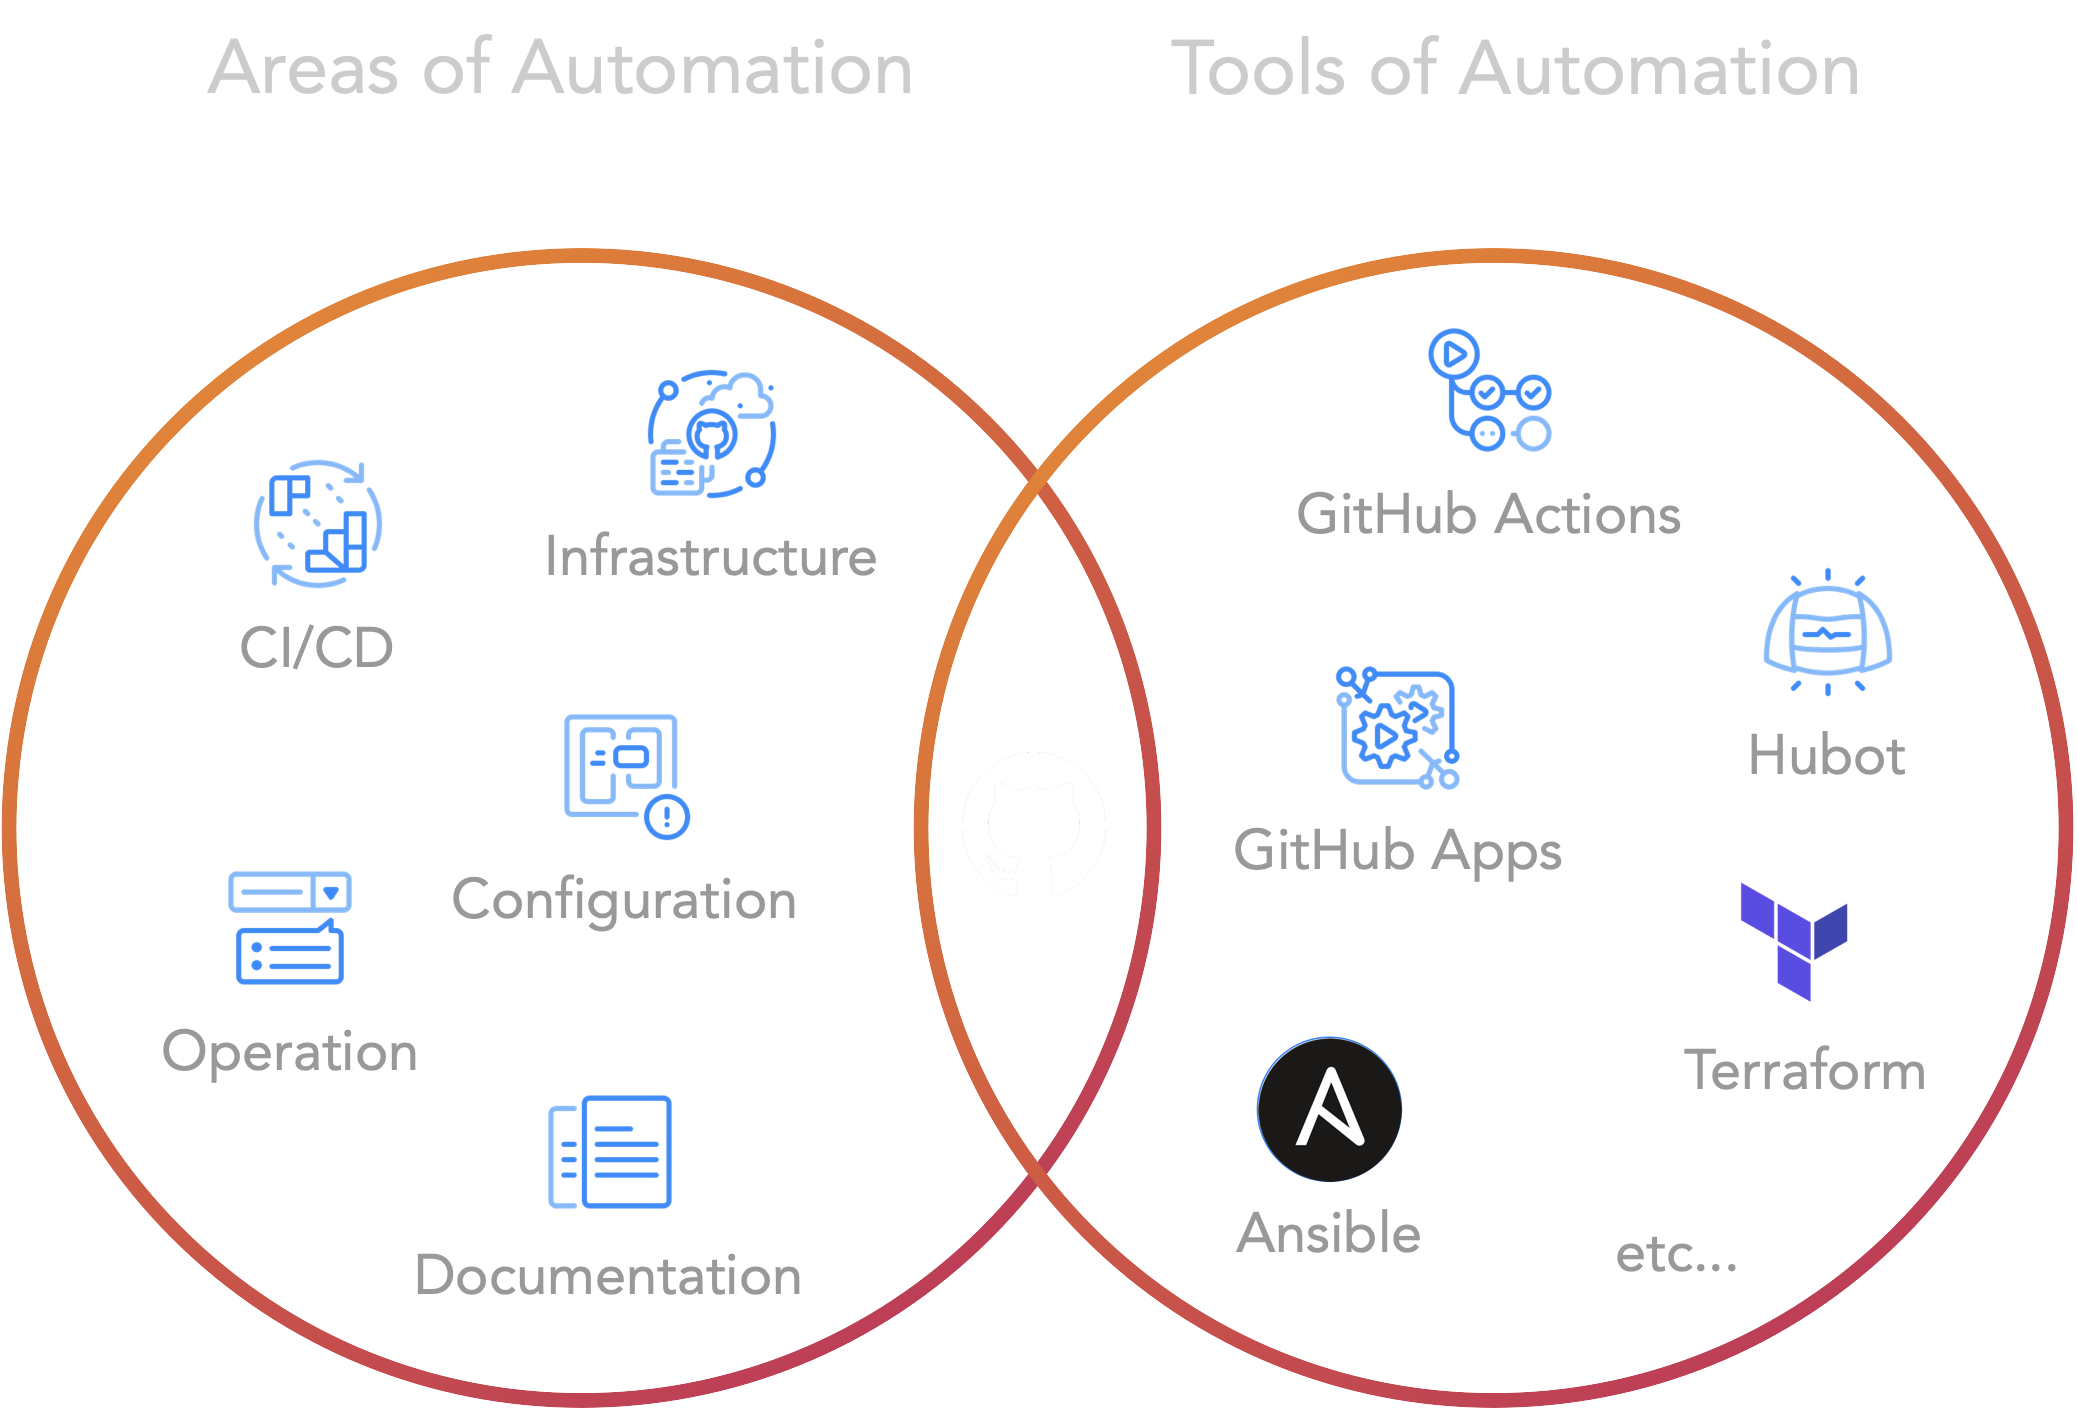 Areas of Automation
Tools of Automation
Infrastructure
CI/CD
Configuration
Operation
Documentation
GitHub Actions
Hubot
GitHub Apps
Terraform
Ansible
etc...